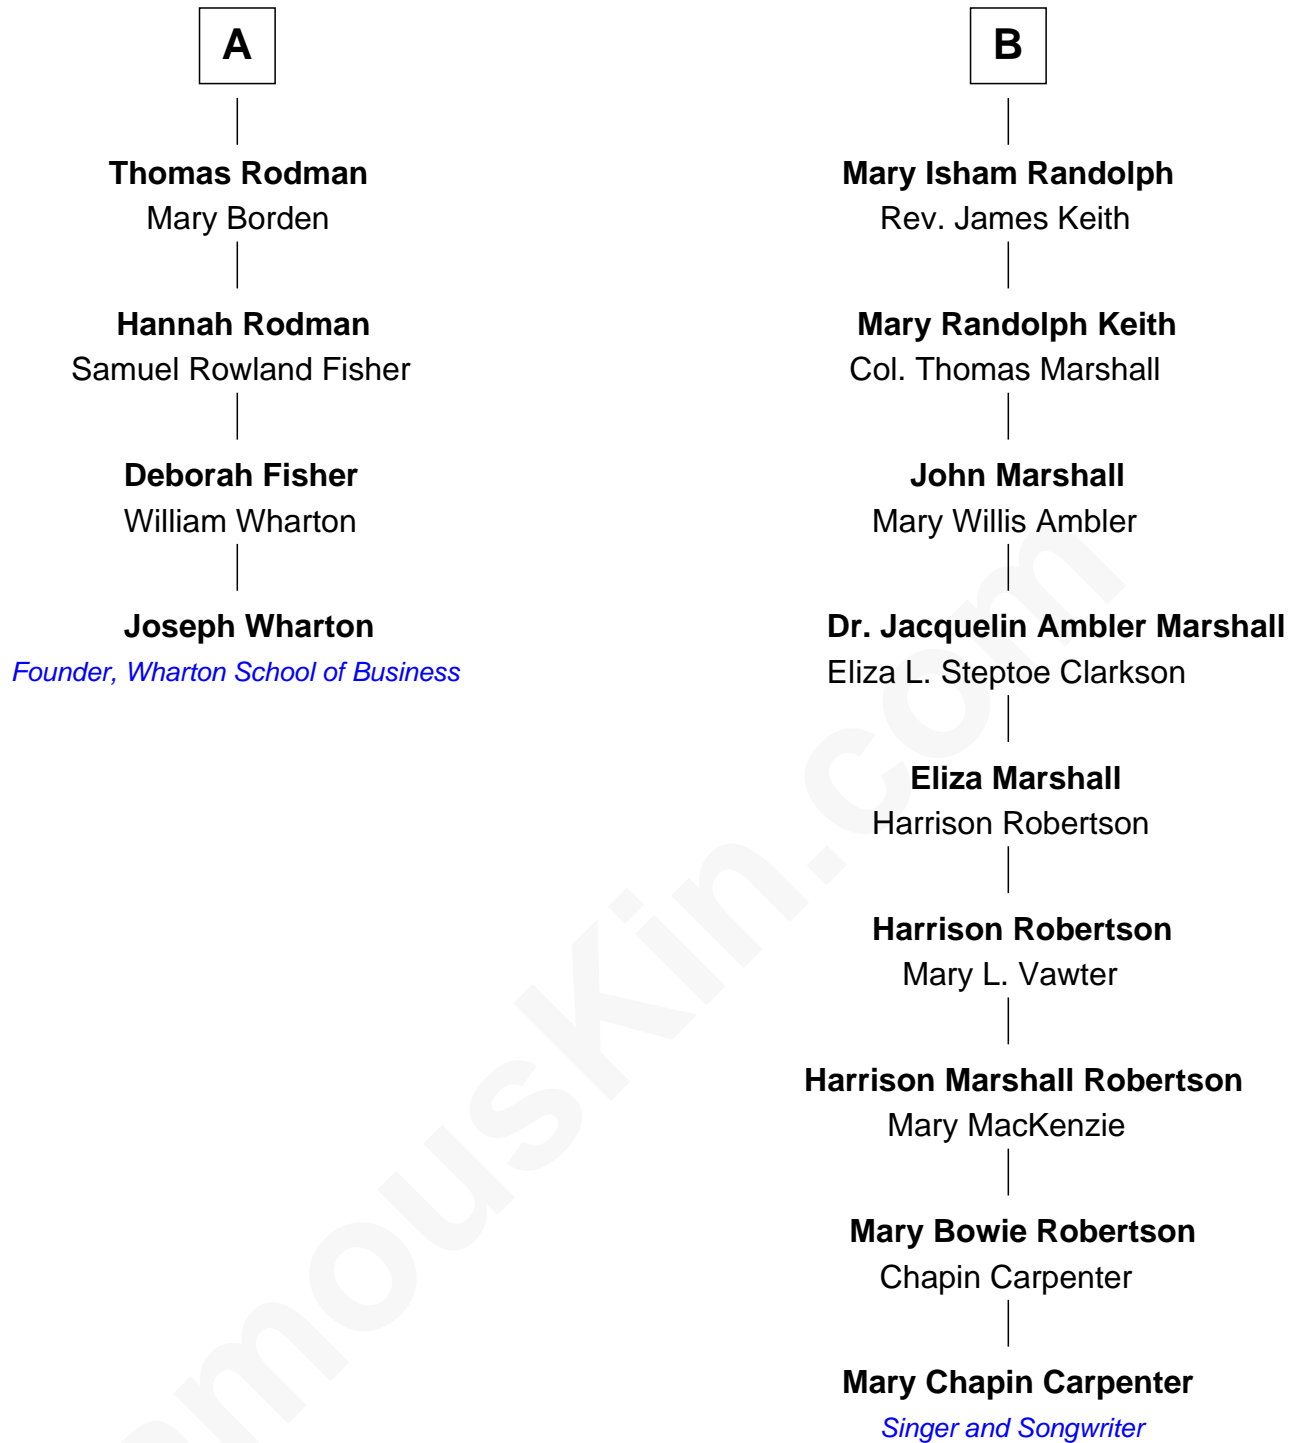 A
Thomas Rodman
Mary Borden
Hannah Rodman
Samuel Rowland Fisher
Deborah Fisher
William Wharton
Joseph Wharton
Founder, Wharton School of Business
B
Mary Isham Randolph
Rev. James Keith
Mary Randolph Keith
Col. Thomas Marshall
John Marshall
Mary Willis Ambler
Dr. Jacquelin Ambler Marshall
Eliza L. Steptoe Clarkson
Eliza Marshall
Harrison Robertson
Harrison Robertson
Mary L. Vawter
Harrison Marshall Robertson
Mary MacKenzie
Mary Bowie Robertson
Chapin Carpenter
Mary Chapin Carpenter
Singer and Songwriter
amouskin.com